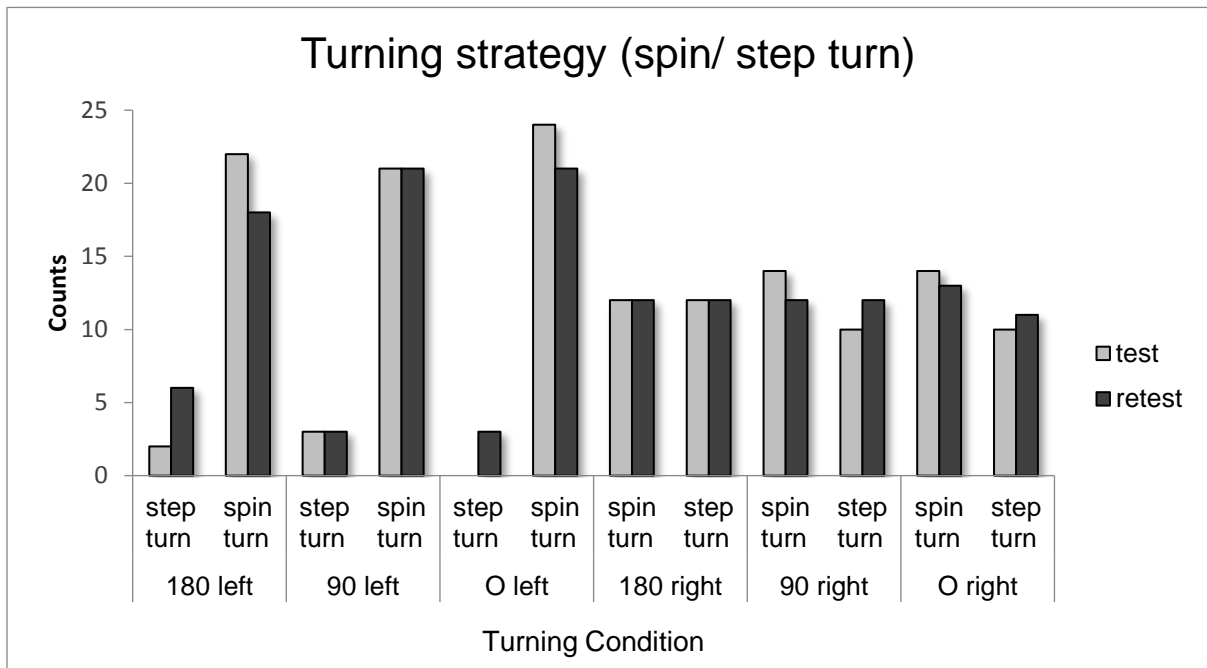 Turning strategy (spin/ step turn)
25
20
15
10
5
0
Counts
step turn spin turn step turn spin turn step turn spin turn spin turn step turn spin turn step turn spin turn step turn
180 left 90 left O left 180 right 90 right O right
Turning Condition
test
retest